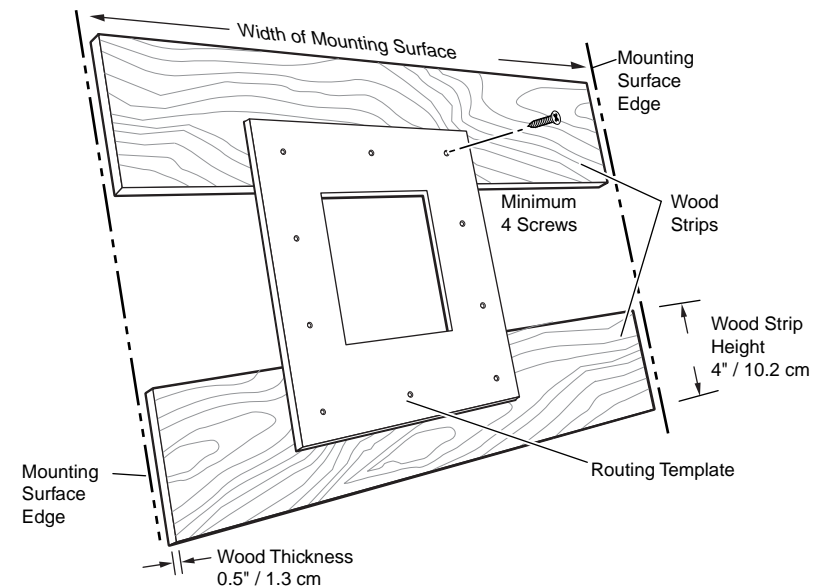 Width of Mounting Surface
Mounting
Surface
Edge
Minimum
4 Screws
Wood
Strips
Wood Strip
Height
4" / 10.2 cm
Routing Template
Mounting
Surface
Edge
Wood Thickness
0.5" / 1.3 cm